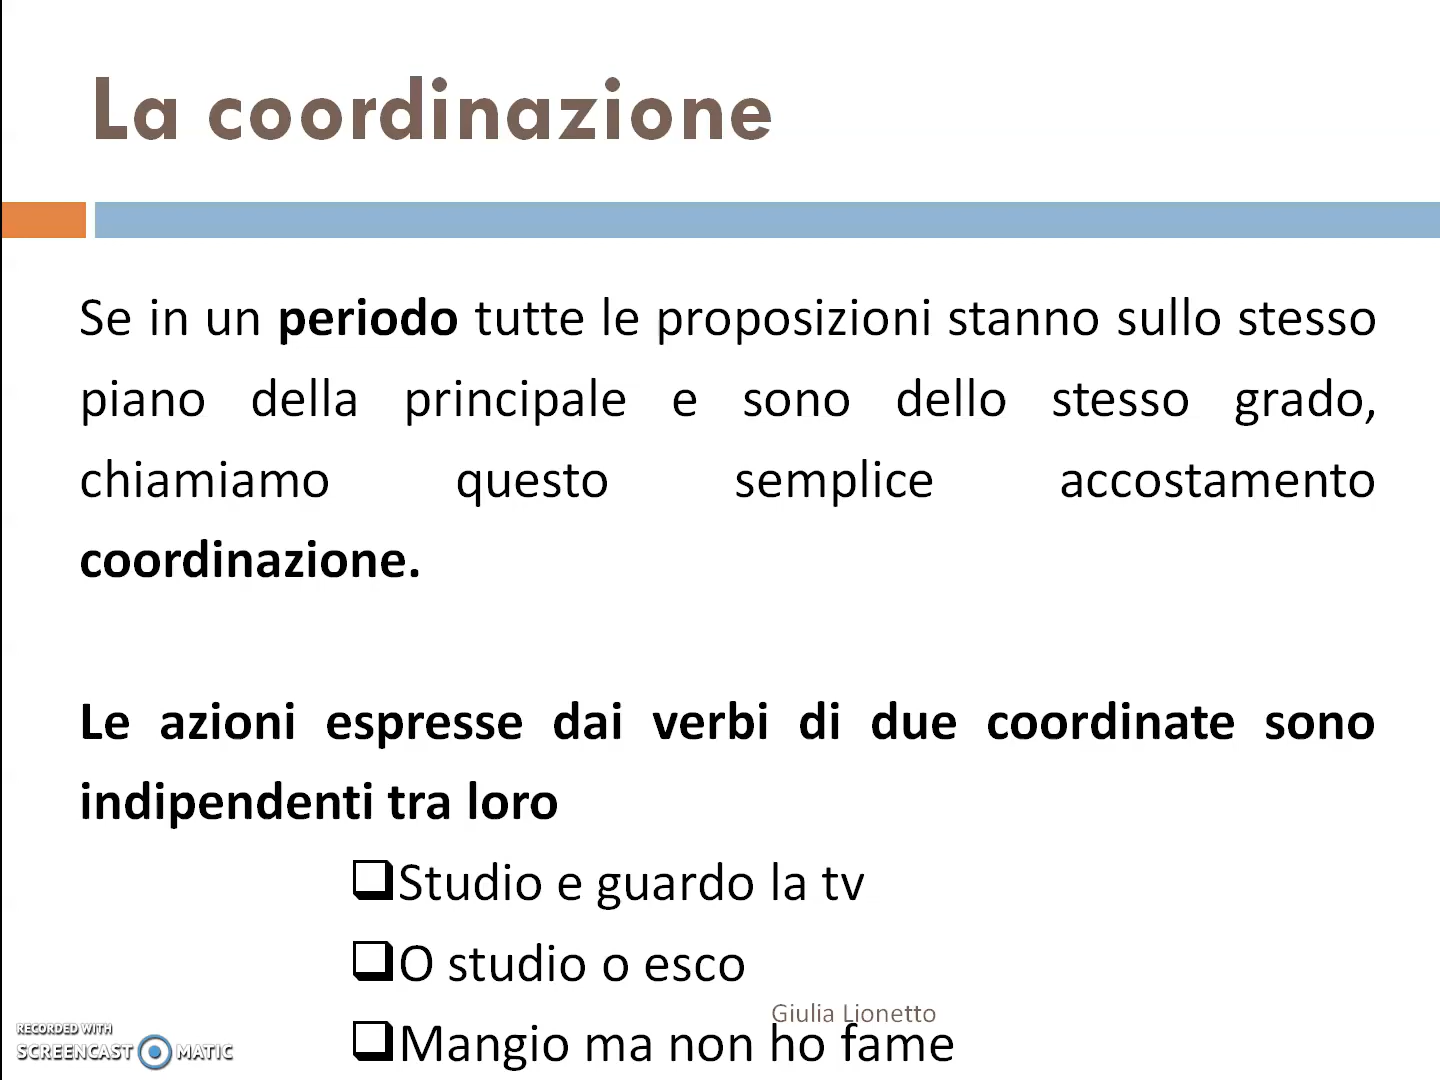 La coordinazione
Se in un periodo tutte le proposizioni stanno sullo stesso
piano della principale e sono dello stesso grado,
chiamiamo questo semplice accostamento
coordinazione.
Le azioni espresse dai verbi di due coordinate sono
indipendenti tra loro
Studio e guardo la tv
O studio o esco
Giulia Lionetto
Mangio ma non ho fame
RECORDED WITH
SCREENCAST MATIC